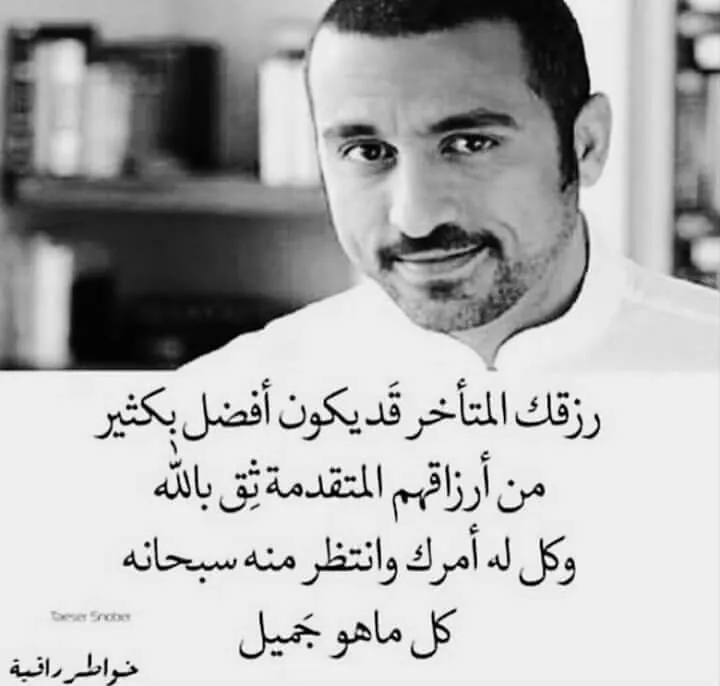 رزقك المتأخر قَد يكون أفضل بكثير
من أرزاقهم المتقدمة ثِق بالله
وكل له أمرك وانتظر منه سبحانه
كل ماهو جَميل
Taeser Snober
خواطر راقية